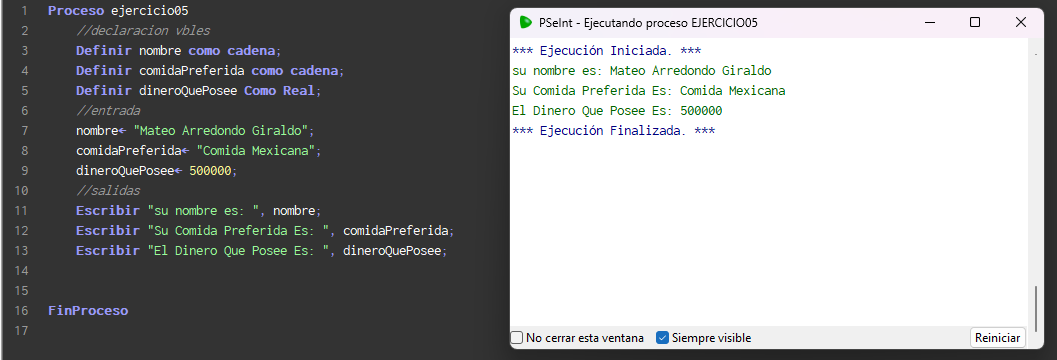 1 Proceso ejercicio05
2 //declaracion vbles
3 Definir nombre como cadena;
4 Definir comidaPreferida como cadena;
5 Definir dineroQuePosee Como Real;
6 //entrada
7 nombre← "Mateo Arredondo Giraldo";
8 comidaPreferida← "Comida Mexicana";
9 dineroQuePosee← 500000;
10 //salidas
11 Escribir "su nombre es: ", nombre;
12 Escribir "Su Comida Preferida Es: ", comidaPreferida;
13 Escribir "El Dinero Que Posee Es: ", dineroQuePosee;
14
15
16 FinProceso
17
PSeInt - Ejecutando proceso EJERCICIO05
*** Ejecución Iniciada. ***
su nombre es: Mateo Arredondo Giraldo
Su Comida Preferida Es: Comida Mexicana
El Dinero Que Posee Es: 500000
*** Ejecución Finalizada. ***
No cerrar esta ventana Siempre visible Reiniciar